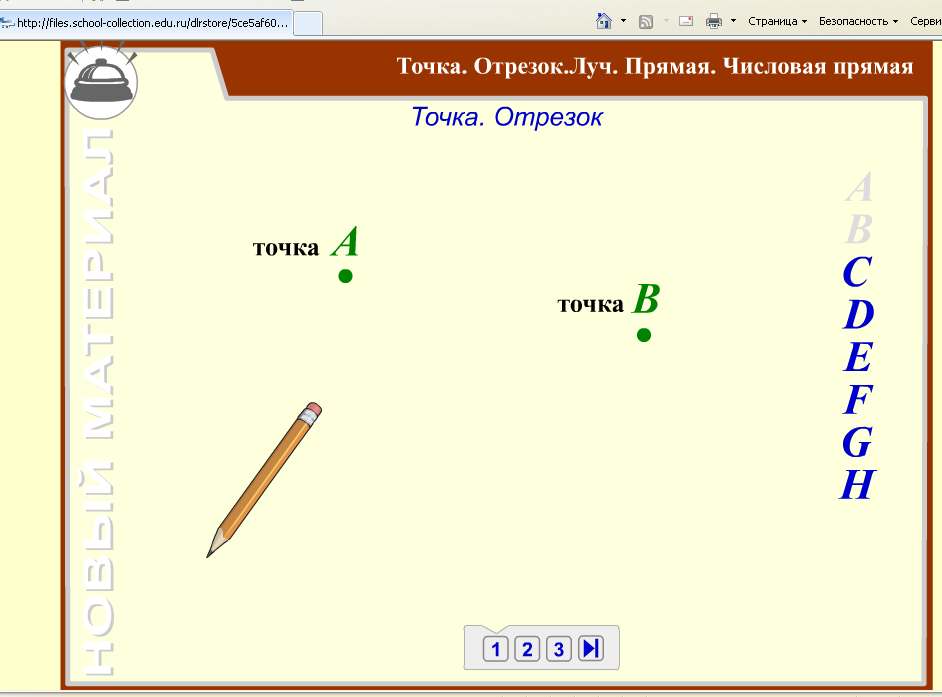 http://files.school-collection.edu.ru/dlrstore/5ce5af60...
Страница
Безопасность
Серви
Точка. Отрезок.Луч. Прямая. Числовая прямая
Точка. Отрезок
НОВЫЙ МАТЕРИАЛ
точка A
точка B
A
B
C
D
E
F
G
H
1 2 3